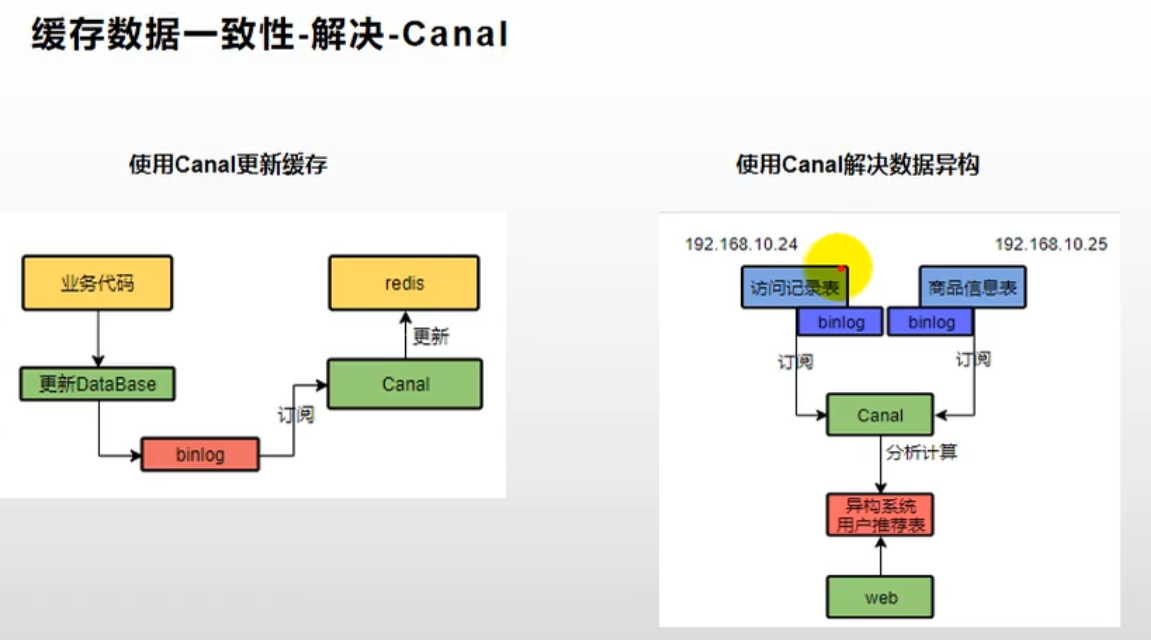 缓存数据一致性-解决-Canal
使用Canal更新缓存
业务代码
redis
更新
更新DataBase
Canal
订阅
binlog
使用Canal解决数据异构
192.168.10.24
192.168.10.25
访问记录表
商品信息表
binlog
binlog
订阅
订阅
Canal
分析计算
异构系统
用户推荐表
web